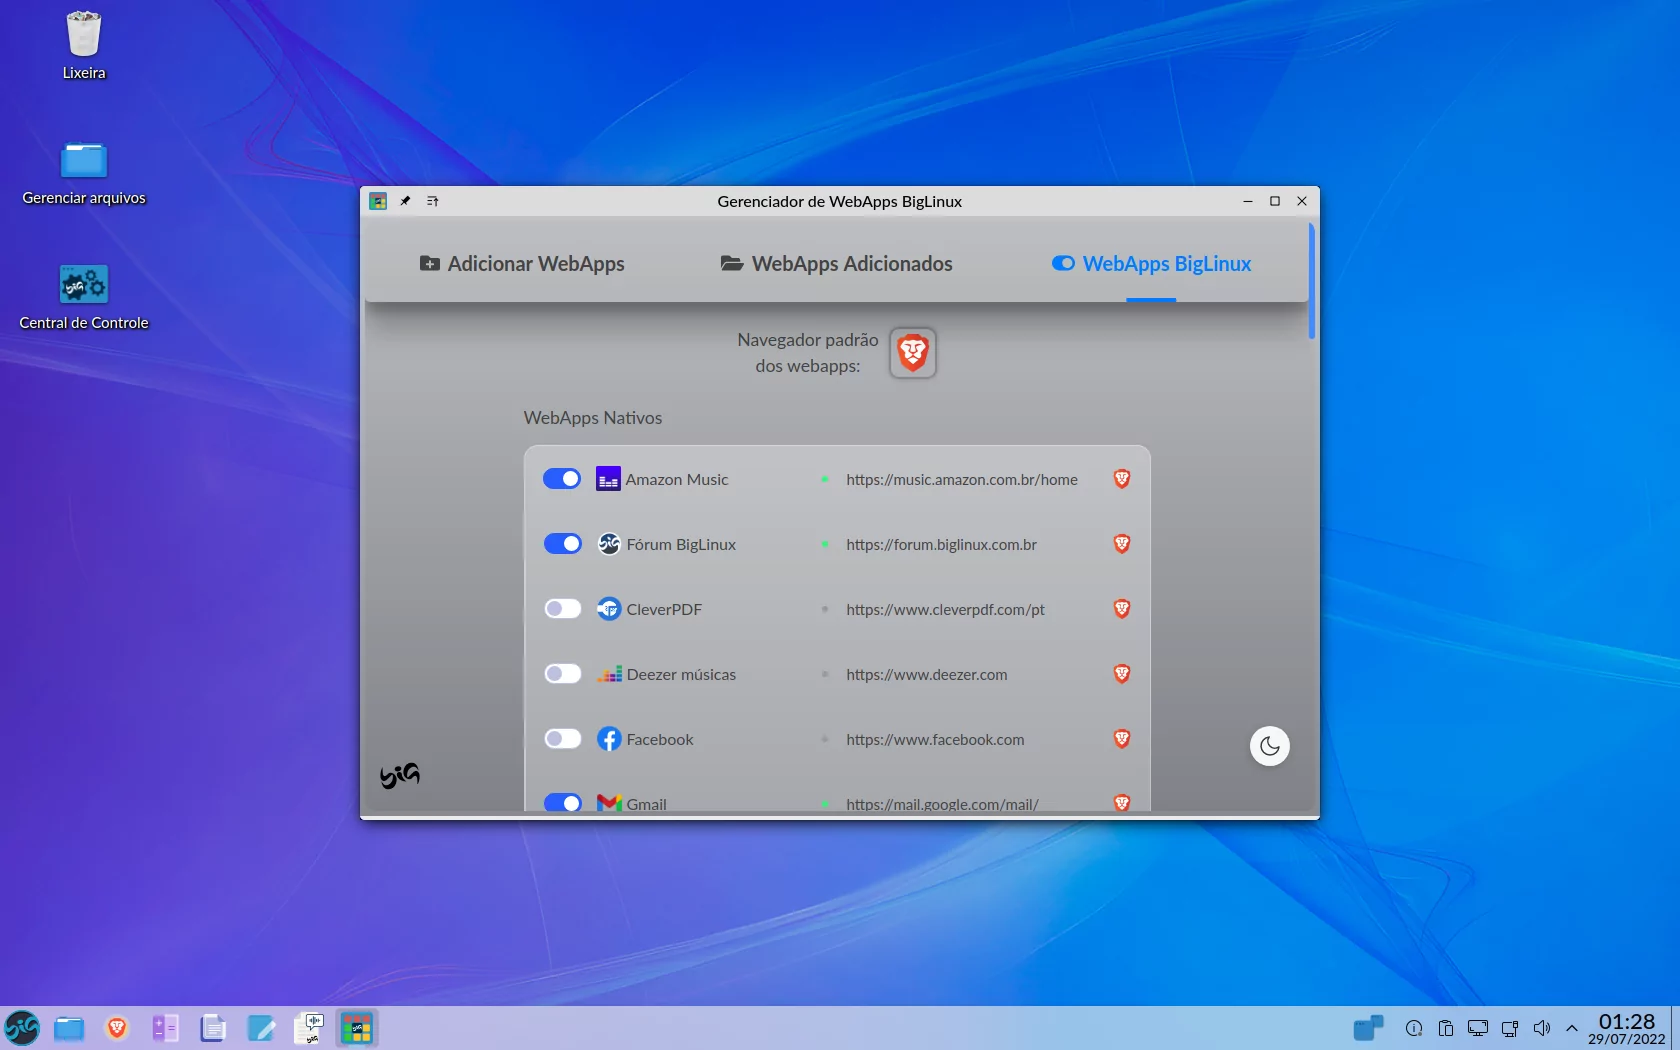 Lixeira
Gerenciar arquivos
Central de Controle
Gerenciador de WebApps BigLinux
Adicionar WebApps
WebApps Adicionados
WebApps BigLinux
Navegador padrão
dos webapps:
WebApps Nativos
Amazon Music https://music.amazon.com.br/home
Fórum BigLinux https://forum.biglinux.com.br
CleverPDF https://www.cleverpdf.com/pt
Deezer músicas https://www.deezer.com
Facebook https://www.facebook.com
Gmail https://mail.google.com/mail/
BIG
01:28
29/07/2022